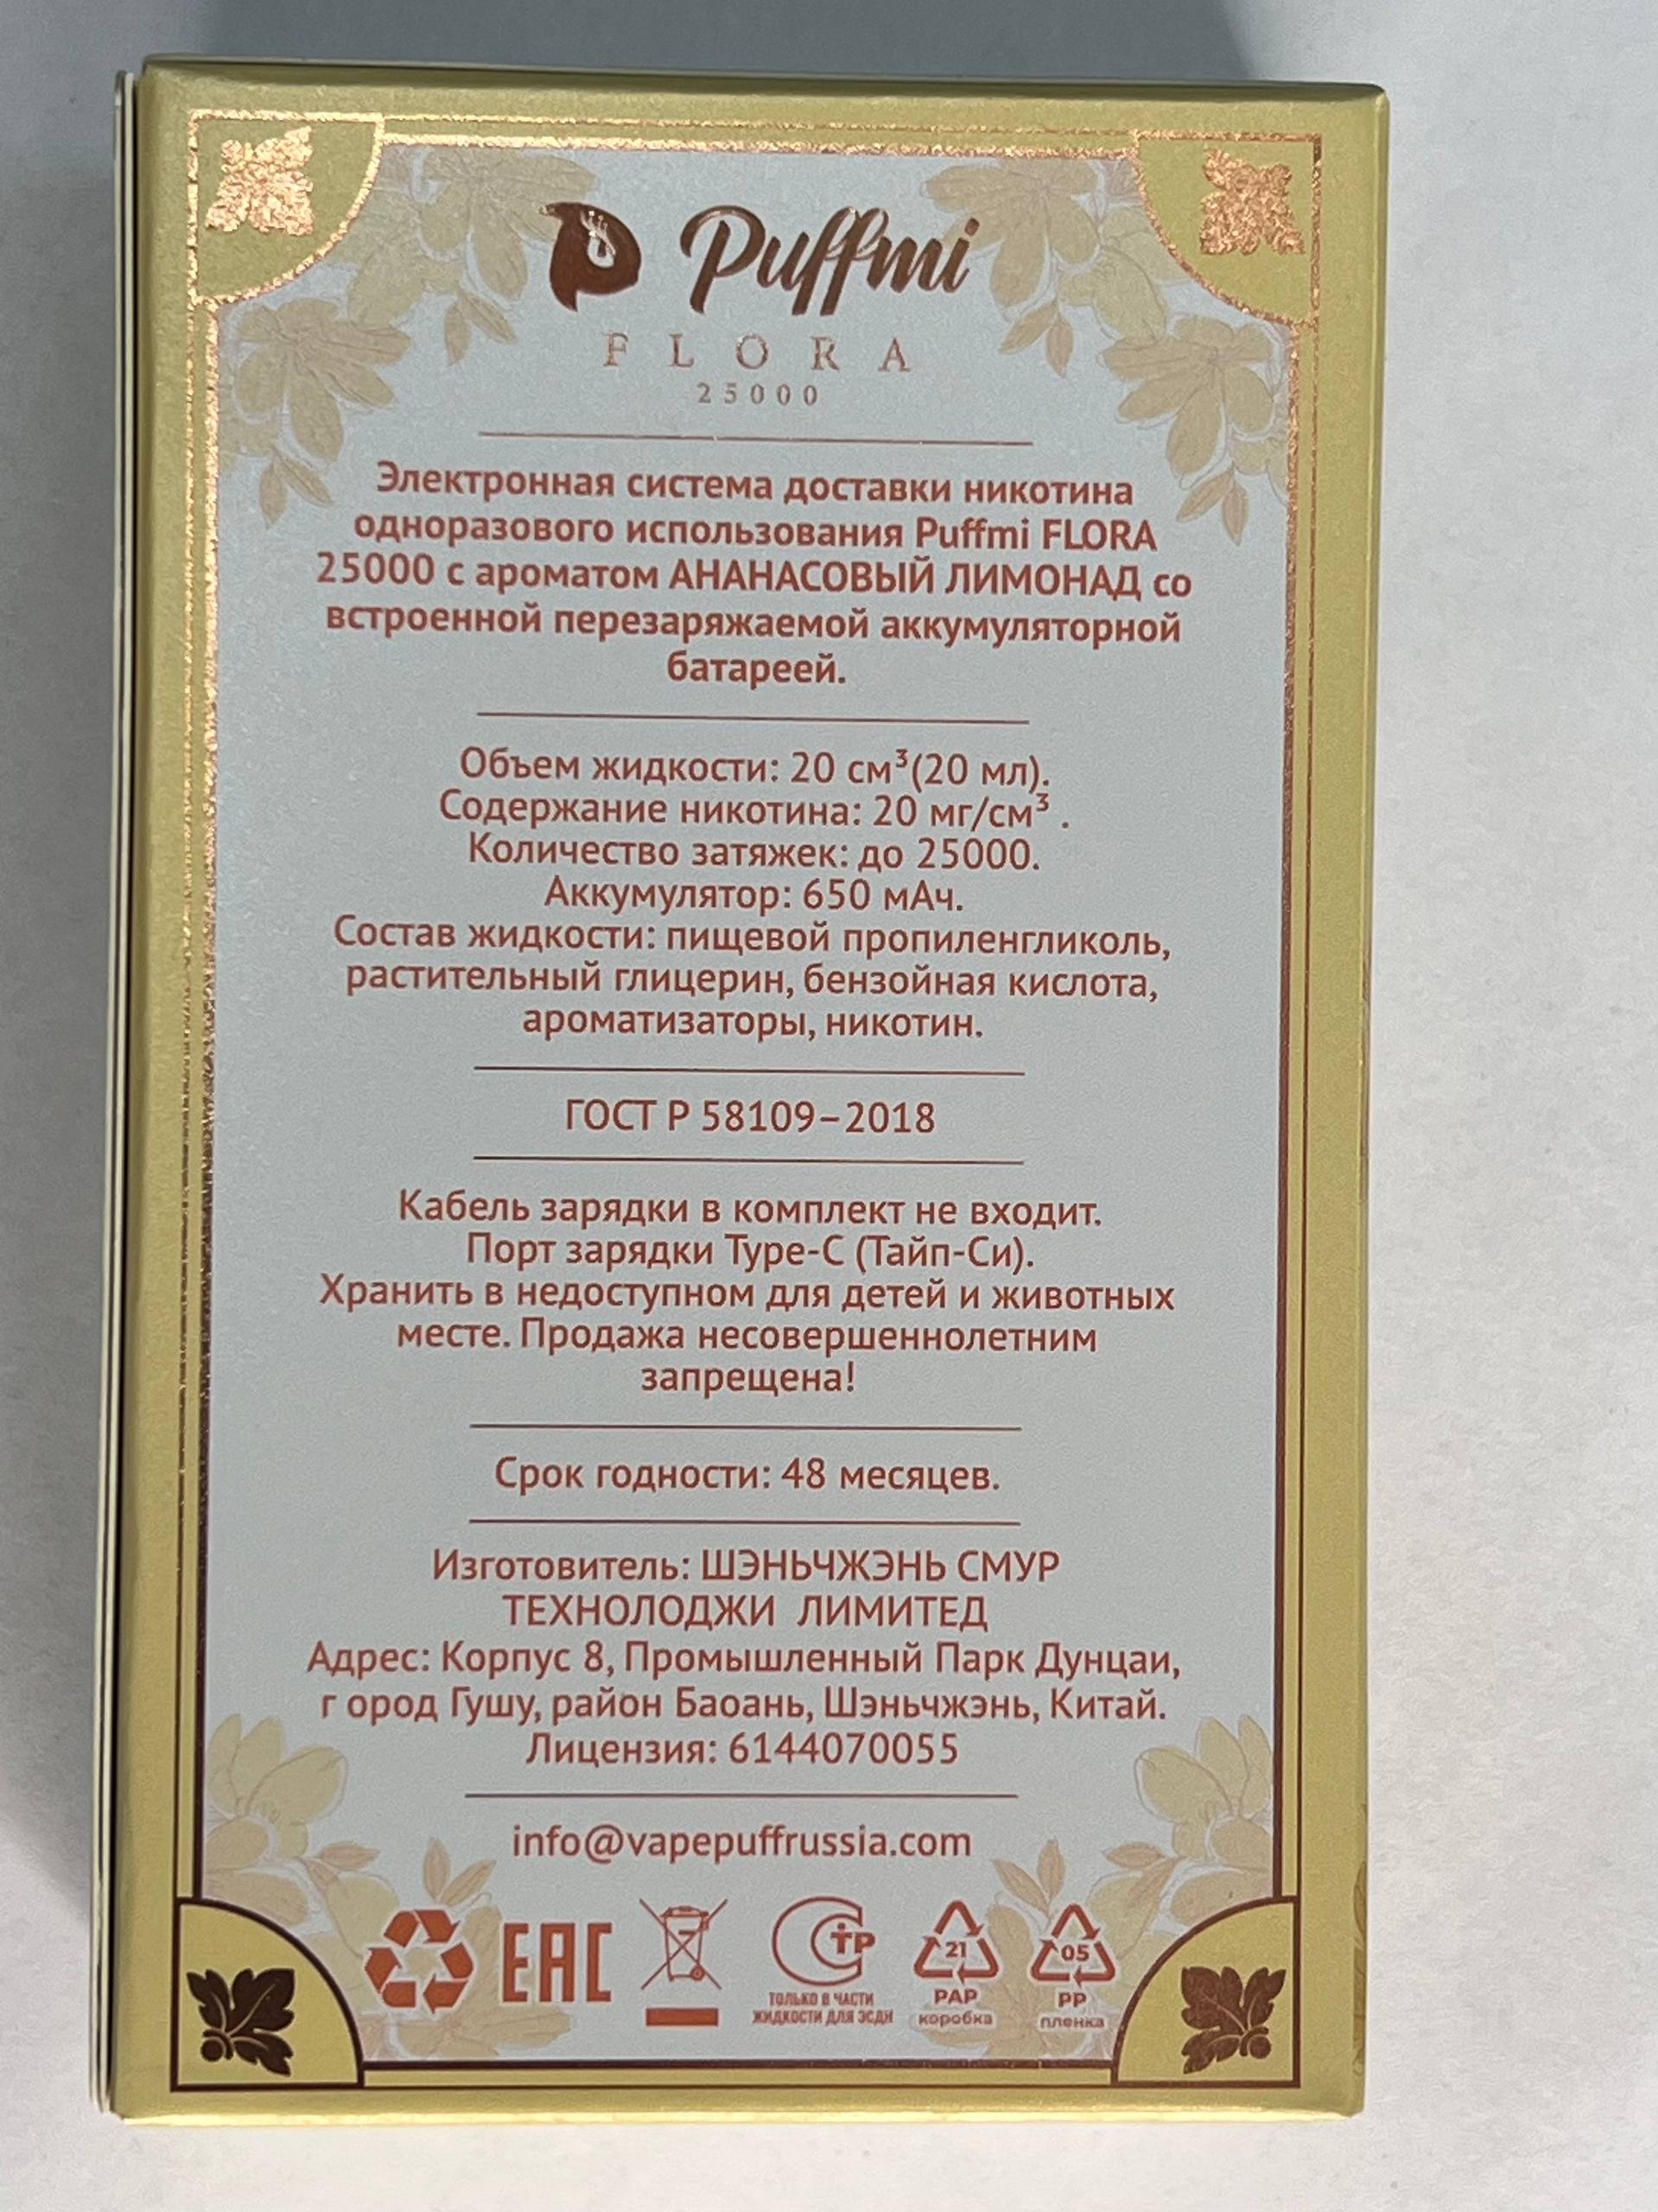 Puffmi
FLORA
25000
Электронная система доставки никотина
одноразового использования Puffmi FLORA
25000 с ароматом АНАНАСОВЫЙ ЛИМОНАД со
встроенной перезаряжаемой аккумуляторной
батареей.
Объем жидкости: 20 см³(20 мл).
Содержание никотина: 20 мг/см³ .
Количество затяжек: до 25000.
Аккумулятор: 650 мАч.
Состав жидкости: пищевой пропиленгликоль,
растительный глицерин, бензойная кислота,
ароматизаторы, никотин.
ГОСТ Р 58109–2018
Кабель зарядки в комплект не входит.
Порт зарядки Type-C (Тайп-Си).
Хранить в недоступном для детей и животных
месте. Продажа несовершеннолетним
запрещена!
Срок годности: 48 месяцев.
Изготовитель: ШЭНЬЧЖЭНЬ СМУР
ТЕХНОЛОДЖИ ЛИМИТЕД
Адрес: Корпус 8, Промышленный Парк Дунцаи,
г ород Гушу, район Баоань, Шэньчжэнь, Китай.
Лицензия: 6144070055
info@vapepuffrussia.com
ЕАС
СТР
ТОЛЬКО В ЧАСТИ
ЖИДКОСТИ ДЛЯ ЭСДН
21
PAP
коробка
05
PP
пленка